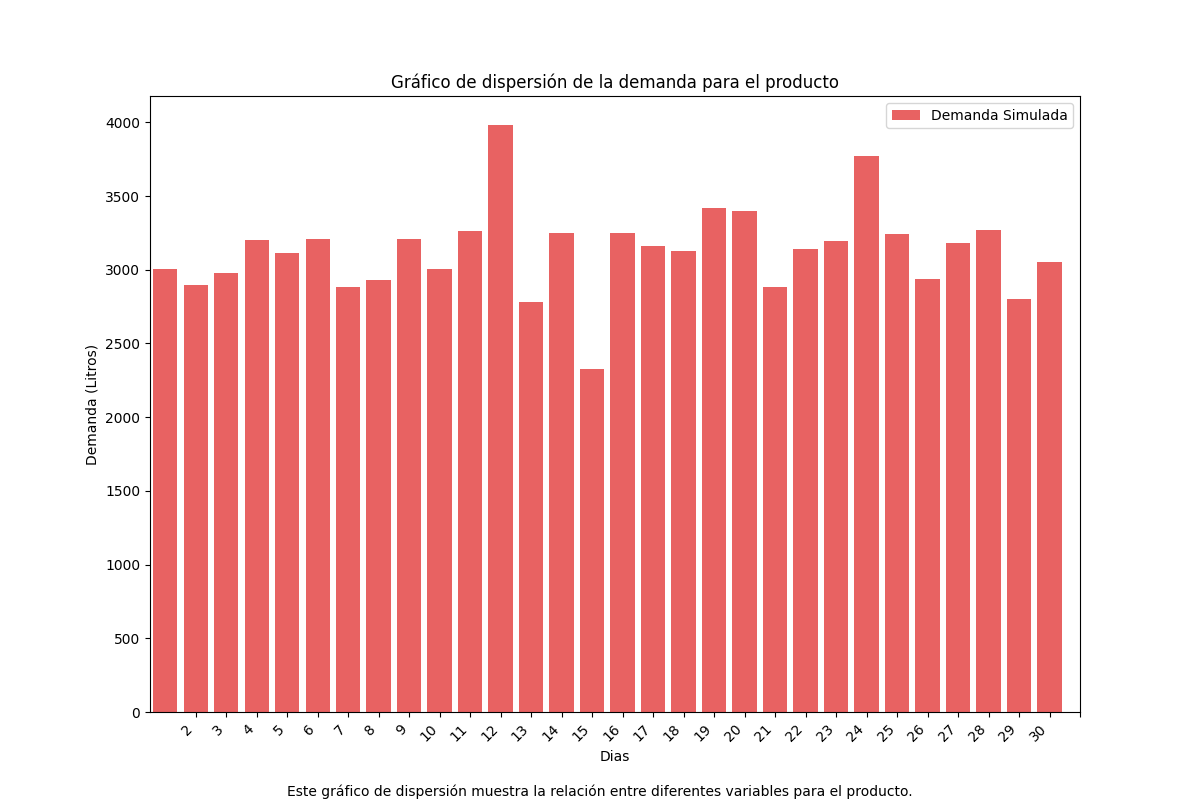 Gráfico de dispersión de la demanda para el producto
Demanda Simulada
4000
3500
3000
2500
2000
1500
1000
500
0
Demanda (Litros)
2 3 4 5 6 7 8 9 10 11 12 13 14 15 16 17 18 19 20 21 22 23 24 25 26 27 28 29 30
Dias
Este gráfico de dispersión muestra la relación entre diferentes variables para el producto.